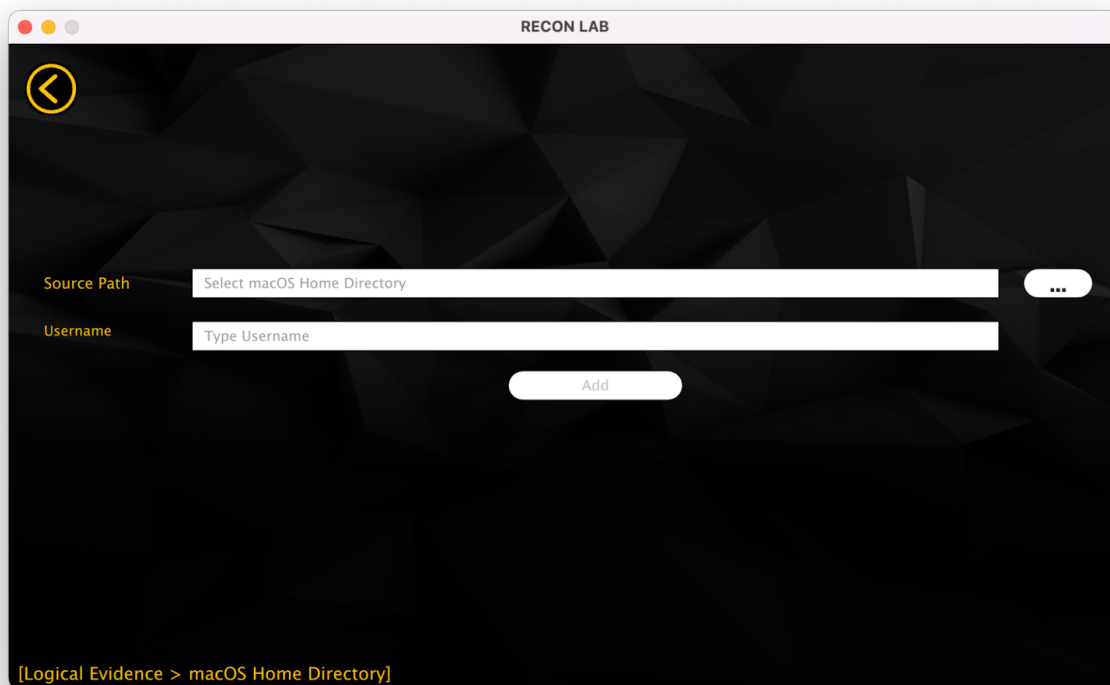 RECON LAB
Source Path Select macOS Home Directory ...
Username Type Username
Add
[Logical Evidence > macOS Home Directory]